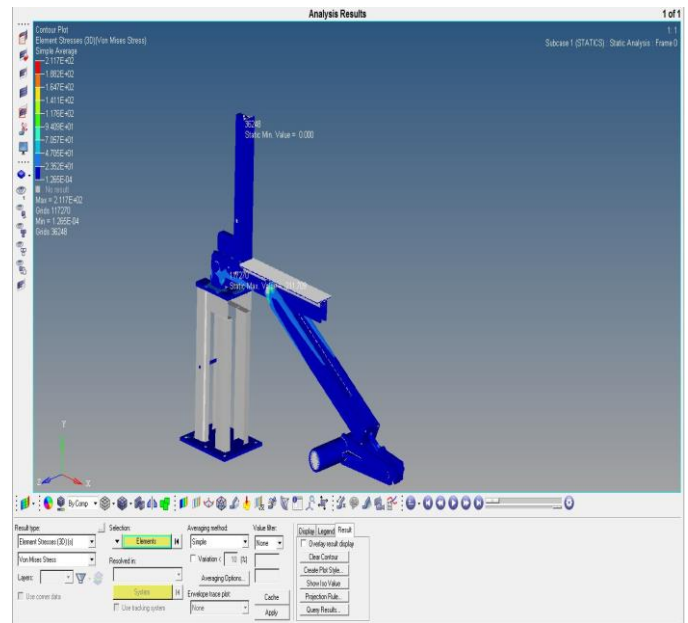 Analysis Results
1 of 1
Contour Plot
Element Stresses (3D)(Von Mises Stress)
Simple Average
2.117E+02
1.882E+02
1.647E+02
1.411E+02
1.176E+02
9.409E+01
7.057E+01
4.705E+01
2.352E+01
1.265E-04
No result
Max = 2.117E+02
Grids 117270
Min = 1.265E-04
Grids 36248
1: 1
Subcase 1 (STATICS) : Static Analysis : Frame 0
36248
Static Min. Value = 0.000
117270
Static Max. Value =
Y
Z
X
By Comp
Result type:
Element Stresses (3D) (s)
Von Mises Stress
Layers:
Use corner data
Selection:
Elements
Resolved in:
System
Use tracking system
Averaging method:
Simple
Variation < 10 (%)
Averaging Options...
Envelope trace plot:
None
Value filter:
None
Cache
Apply
Display Legend Result
Overlay result display
Clear Contour
Create Plot Style...
Show Iso Value
Projection Rule...
Query Results...